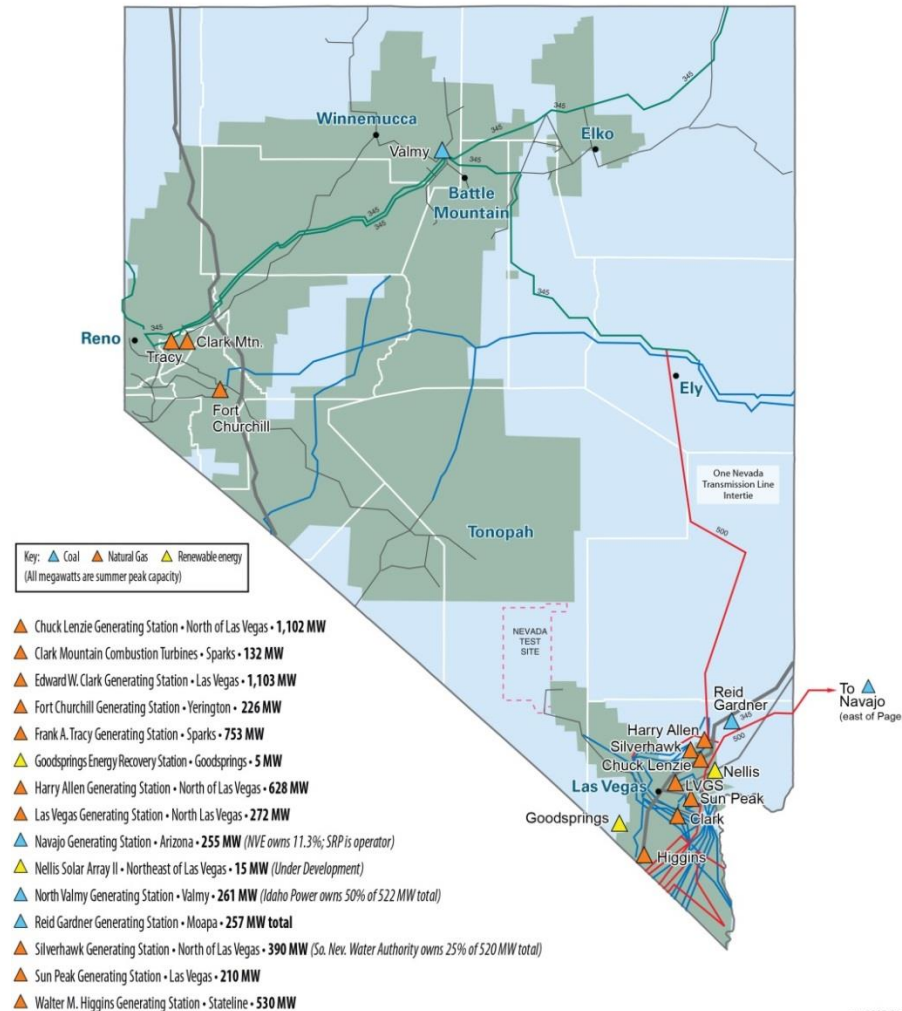 345
345
Winnemucca
345
Elko
Valmy
345
Battle
Mountain
345
345
345
Reno
Clark Mtn.
Tracy
500
Ely
Fort
Churchill
One Nevada
Transmission Line
Intertie
500
Tonopah
Key: Coal Natural Gas Renewable energy
(All megawatts are summer peak capacity)
NEVADA
TEST
SITE
Chuck Lenzie Generating Station • North of Las Vegas • 1,102 MW
Clark Mountain Combustion Turbines • Sparks • 132 MW
Edward W. Clark Generating Station • Las Vegas • 1,103 MW
Fort Churchill Generating Station • Yerington • 226 MW
Frank A. Tracy Generating Station • Sparks • 753 MW
Goodsprings Energy Recovery Station • Goodsprings • 5 MW
Harry Allen Generating Station • North of Las Vegas • 628 MW
Las Vegas Generating Station • North Las Vegas • 272 MW
Navajo Generating Station • Arizona • 255 MW (NVE owns 11.3%; SRP is operator)
Nellis Solar Array II • Northeast of Las Vegas • 15 MW (Under Development)
North Valmy Generating Station • Valmy • 261 MW (Idaho Power owns 50% of 522 MW total)
Reid Gardner Generating Station • Moapa • 257 MW total
Silverhawk Generating Station • North of Las Vegas • 390 MW (So. Nev. Water Authority owns 25% of 520 MW total)
Sun Peak Generating Station • Las Vegas • 210 MW
Walter M. Higgins Generating Station • Stateline • 530 MW
To
Navajo
(east of Page
Reid
Gardner
345
500
Harry Allen
Silverhawk
Chuck Lenzie
Nellis
Las Vegas
LVGS
Sun Peak
Goodsprings
Clark
Higgins